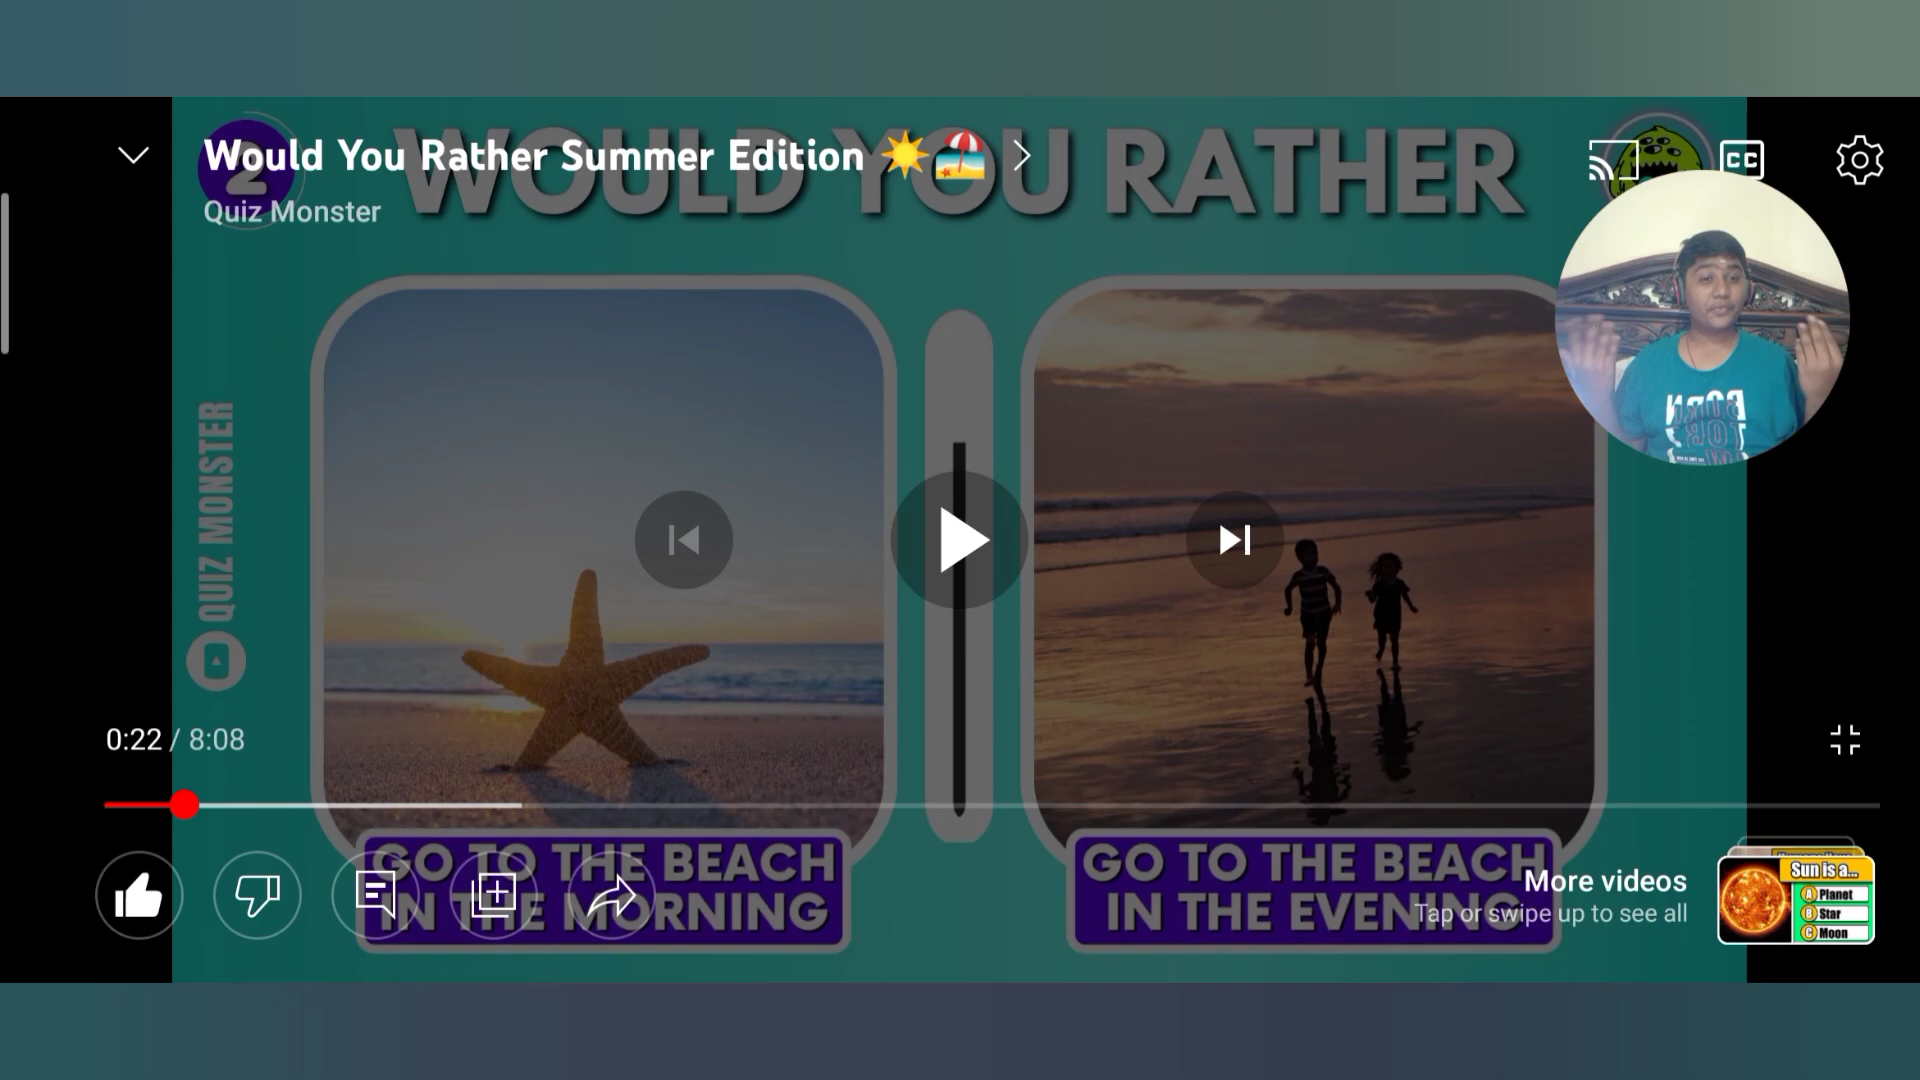 Would You Rather Summer Edition ☀️🏖️
Quiz Monster
2
WOULD YOU RATHER
CC
QUIZ MONSTER
0:22 / 8:08
GO TO THE BEACH
IN THE MORNING
GO TO THE BEACH
IN THE EVENING
More videos
Tap or swipe up to see all
Sun is a...
A Planet
B Star
C Moon